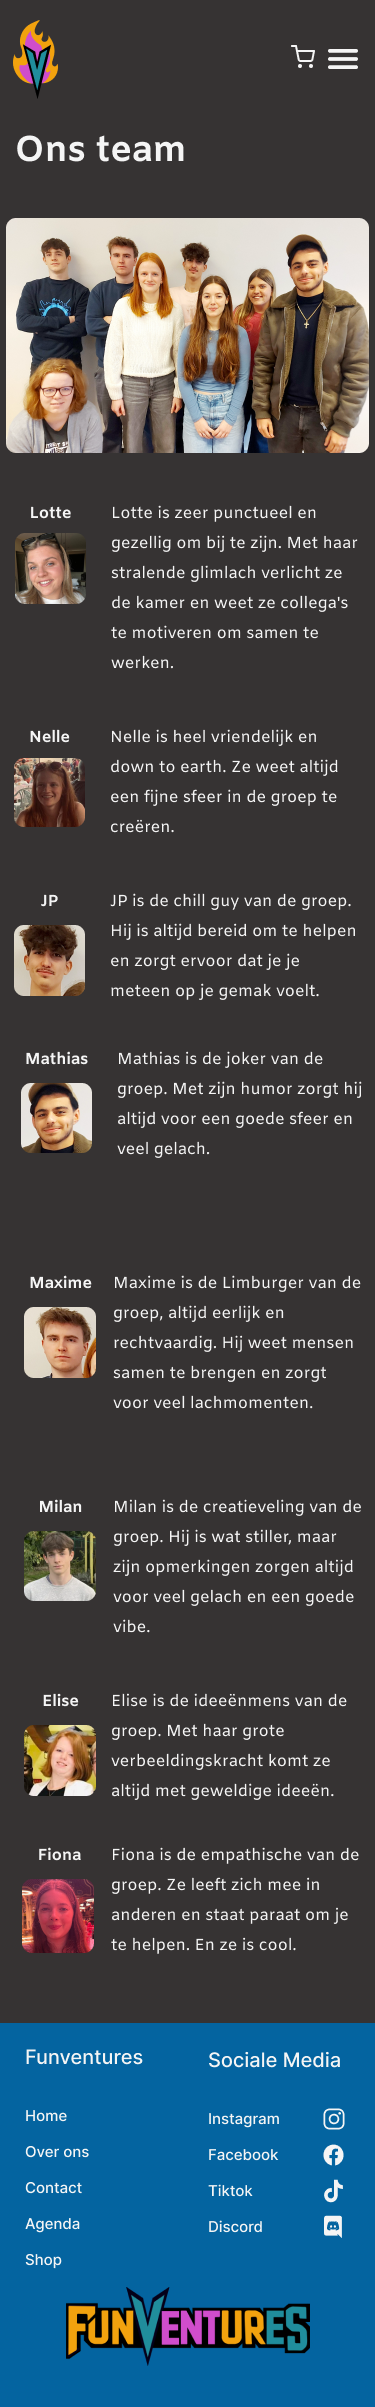 Ons team
Lotte
Lotte is zeer punctueel en
gezellig om bij te zijn. Met haar
stralende glimlach verlicht ze
de kamer en weet ze collega's
te motiveren om samen te
werken.
Nelle
Nelle is heel vriendelijk en
down to earth. Ze weet altijd
een fijne sfeer in de groep te
creëren.
JP
JP is de chill guy van de groep.
Hij is altijd bereid om te helpen
en zorgt ervoor dat je je
meteen op je gemak voelt.
Mathias
Mathias is de joker van de
groep. Met zijn humor zorgt hij
altijd voor een goede sfeer en
veel gelach.
Maxime
Maxime is de Limburger van de
groep, altijd eerlijk en
rechtvaardig. Hij weet mensen
samen te brengen en zorgt
voor veel lachmomenten.
Milan
Milan is de creatieveling van de
groep. Hij is wat stiller, maar
zijn opmerkingen zorgen altijd
voor veel gelach en een goede
vibe.
Elise
Elise is de ideeënmens van de
groep. Met haar grote
verbeeldingskracht komt ze
altijd met geweldige ideeën.
Fiona
Fiona is de empathische van de
groep. Ze leeft zich mee in
anderen en staat paraat om je
te helpen. En ze is cool.
Funventures
Home
Over ons
Contact
Agenda
Shop
Sociale Media
Instagram
Facebook
Tiktok
Discord
FUNVENTURES